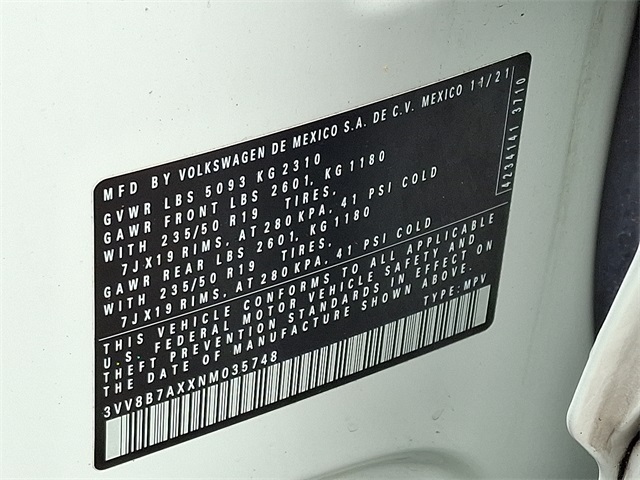 MFD BY VOLKSWAGEN DE MEXICO S.A. DE C.V. MEXICO 11/21
GVWR LBS 5093 KG 2310
GAWR FRONT LBS 2601, KG 1180
WITH 235/50 R19 TIRES,
7JX19 RIMS, AT 280KPA, 41 PSI COLD
GAWR REAR LBS 2601, KG 1180
WITH 235/50 R19 TIRES,
7JX19 RIMS, AT 280KPA, 41 PSI COLD
THIS VEHICLE CONFORMS TO ALL APPLICABLE
U.S. FEDERAL MOTOR VEHICLE SAFETY AND
THEFT PREVENTION STANDARDS IN EFFECT ON
THE DATE OF MANUFACTURE SHOWN ABOVE.
3VV8B7AXXNM035748 TYPE: MPV
4234141 3710